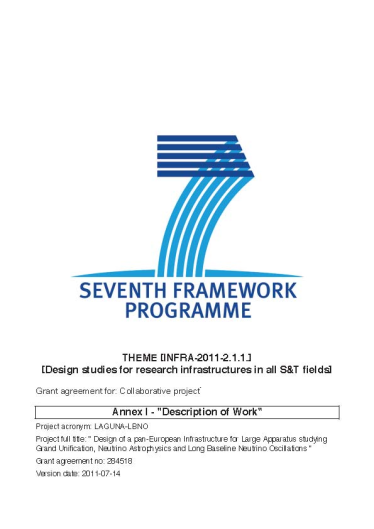 SEVENTH FRAMEWORK
PROGRAMME
THEME [INFRA-2011-2.1.1.]
[Design studies for research infrastructures in all S&T fields]
Grant agreement for: Collaborative project*
Annex I - "Description of Work"
Project acronym: LAGUNA-LBNO
Project full title: " Design of a pan-European Infrastructure for Large Apparatus studying
Grand Unification, Neutrino Astrophysics and Long Baseline Neutrino Oscillations "
Grant agreement no: 284518
Version date: 2011-07-14